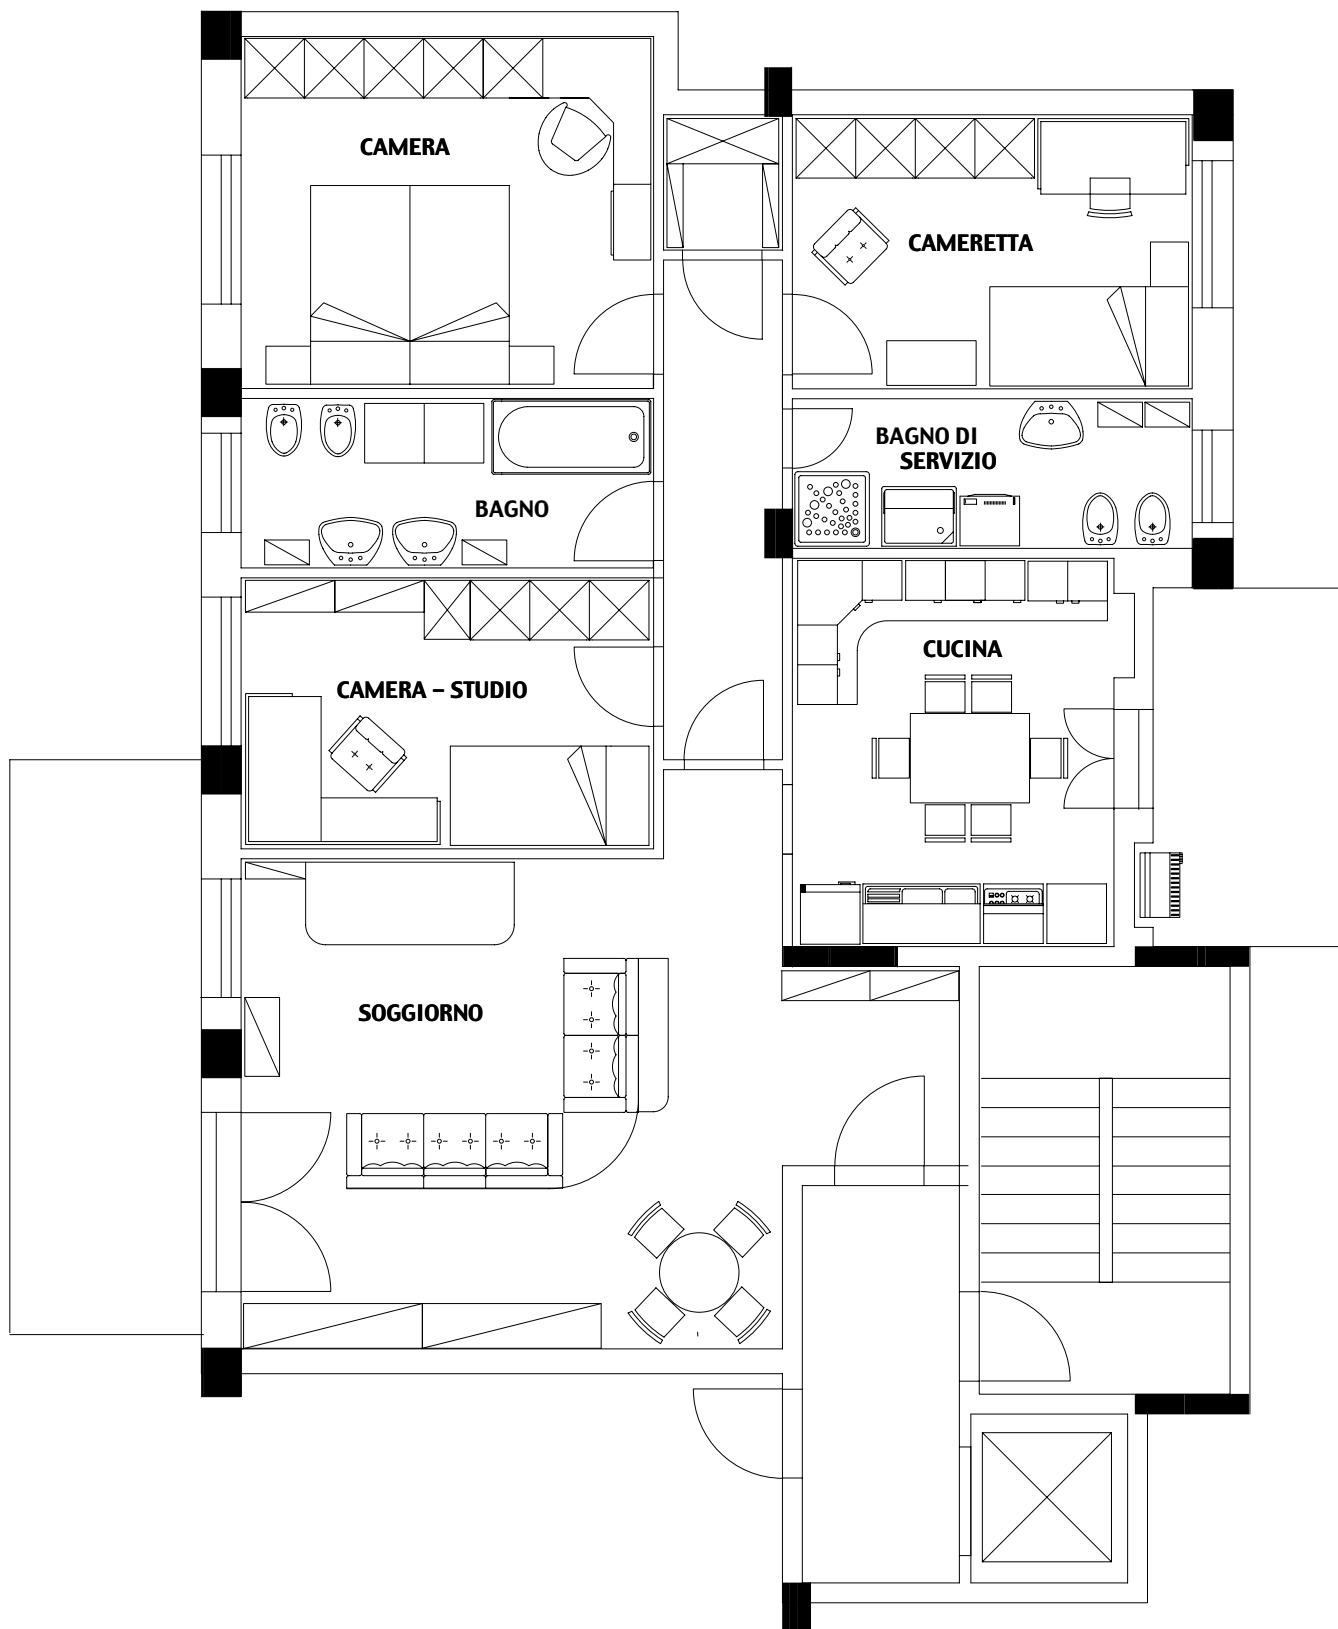 CAMERA
CAMERETTA
BAGNO DI
SERVIZIO
BAGNO
CUCINA
CAMERA – STUDIO
SOGGIORNO